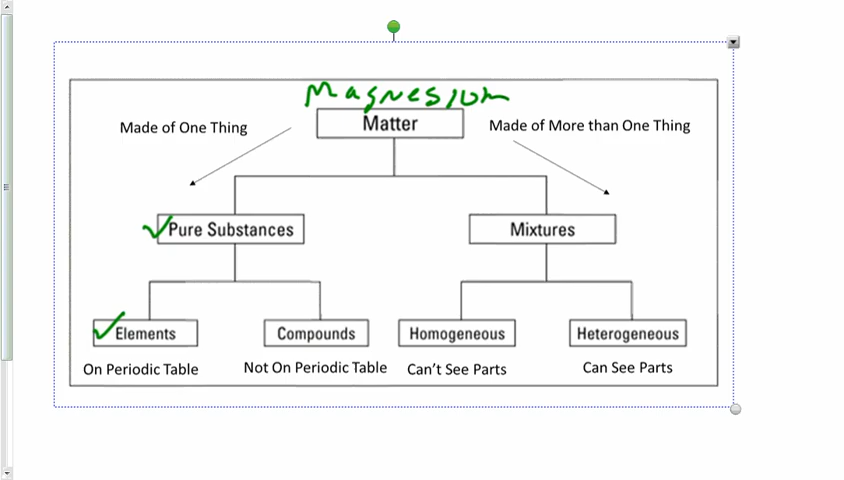 Magnesium
Made of One Thing
Matter
Made of More than One Thing
Pure Substances
Mixtures
Elements
Compounds
Homogeneous
Heterogeneous
On Periodic Table
Not On Periodic Table
Can't See Parts
Can See Parts